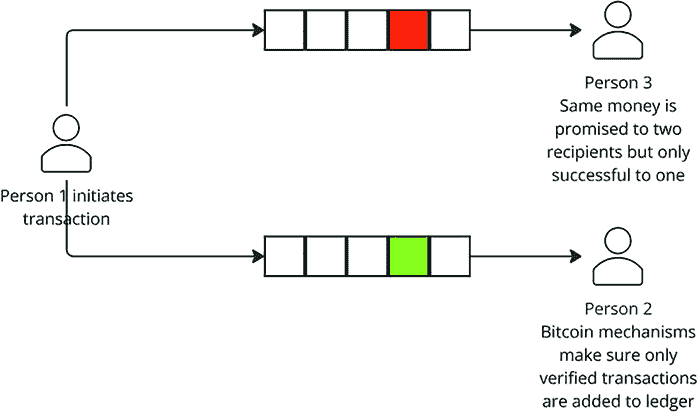 Person 3
Same money is
promised to two
recipients but only
successful to one
Person 1 initiates
transaction
Person 2
Bitcoin mechanisms
make sure only
verified transactions
are added to ledger